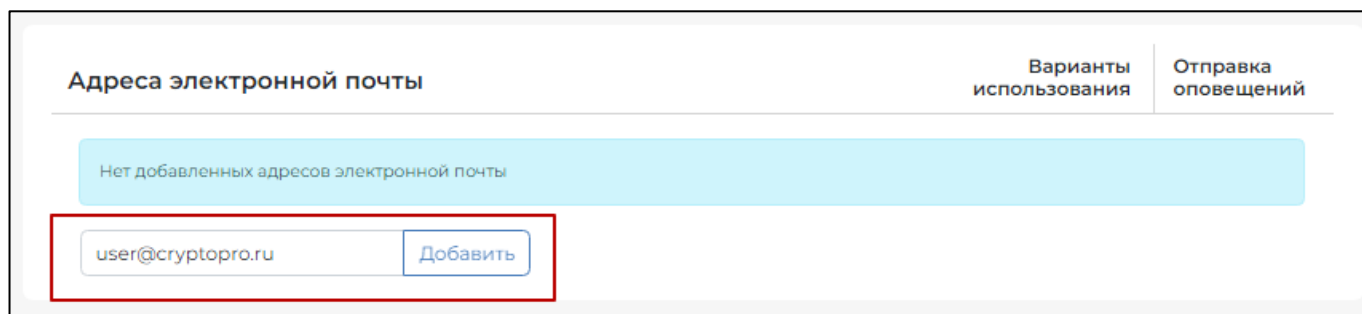 Адреса электронной почты
Варианты использования
Отправка оповещений
Нет добавленных адресов электронной почты
user@cryptopro.ru
Добавить